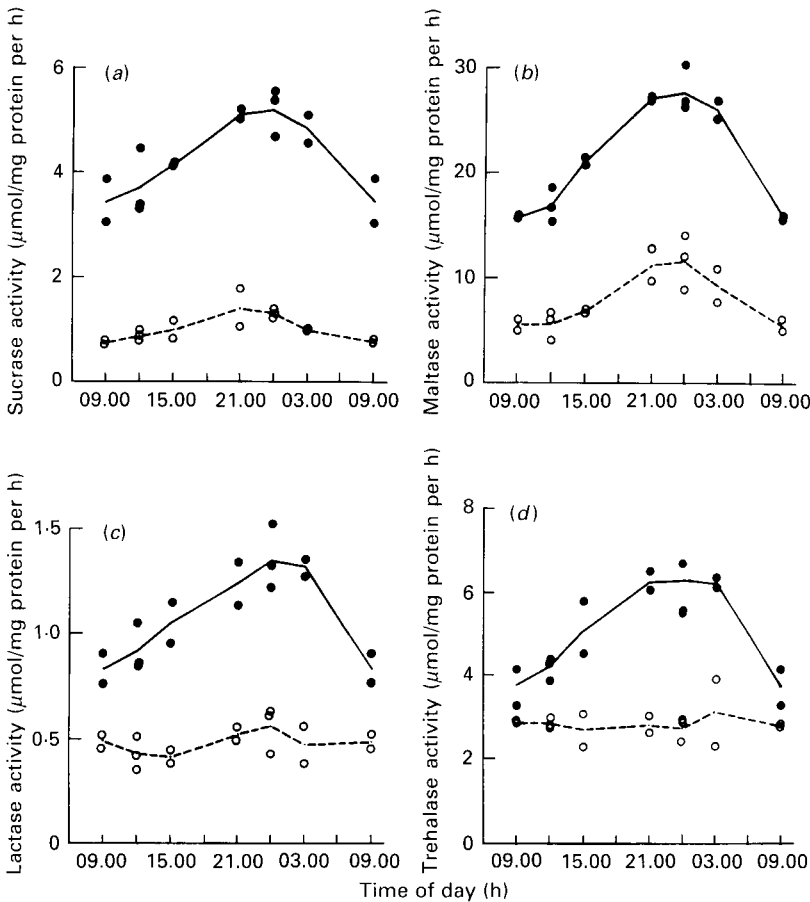 (a)
Sucrase activity (μmol/mg protein per h)
6
4
2
0
09.00 15.00 21.00 03.00 09.00
(b)
Maltase activity (μmol/mg protein per h)
30
20
10
0
09.00 15.00 21.00 03.00 09.00
(c)
Lactase activity (μmol/mg protein per h)
1·5
1·0
0·5
0
09.00 15.00 21.00 03.00 09.00
(d)
Trehalase activity (μmol/mg protein per h)
8
6
4
2
0
09.00 15.00 21.00 03.00 09.00
Time of day (h)